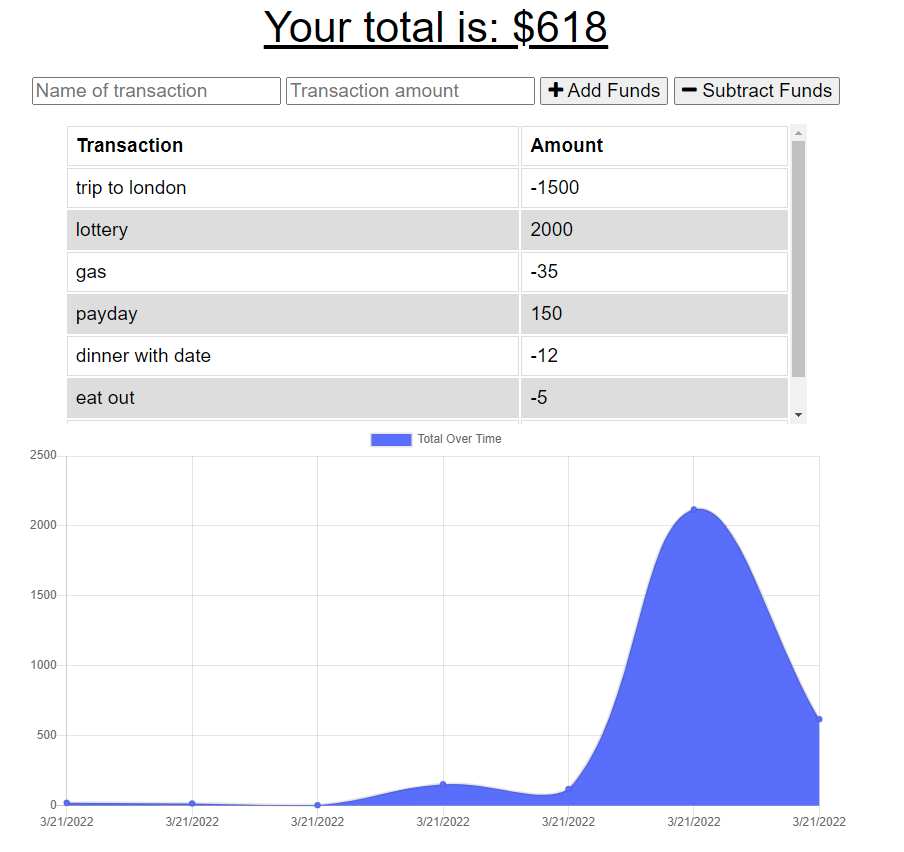 Your total is: $618
Name of transaction Transaction amount + Add Funds − Subtract Funds
Transaction Amount
trip to london -1500
lottery 2000
gas -35
payday 150
dinner with date -12
eat out -5
Total Over Time
2500
2000
1500
1000
500
0
3/21/2022 3/21/2022 3/21/2022 3/21/2022 3/21/2022 3/21/2022 3/21/2022